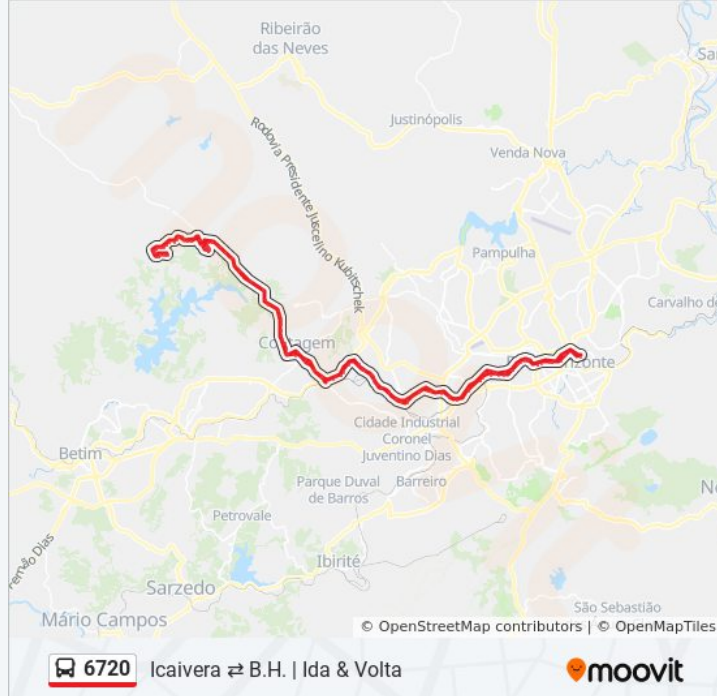 Ribeirão
das Neves
Justinópolis
Venda Nova
Rodovia Presidente Juscelino Kubitschek
Pampulha
Carvalho de
Contagem
Cidade Industrial
Coronel
Juventino Dias
Betim
Parque Duval
de Barros
Barreiro
Petrovale
Ibirité
Sarzedo
São Sebastião
Mário Campos
© OpenStreetMap contributors | © OpenMapTiles
6720 Icaivera ⇄ B.H. | Ida & Volta
moovit